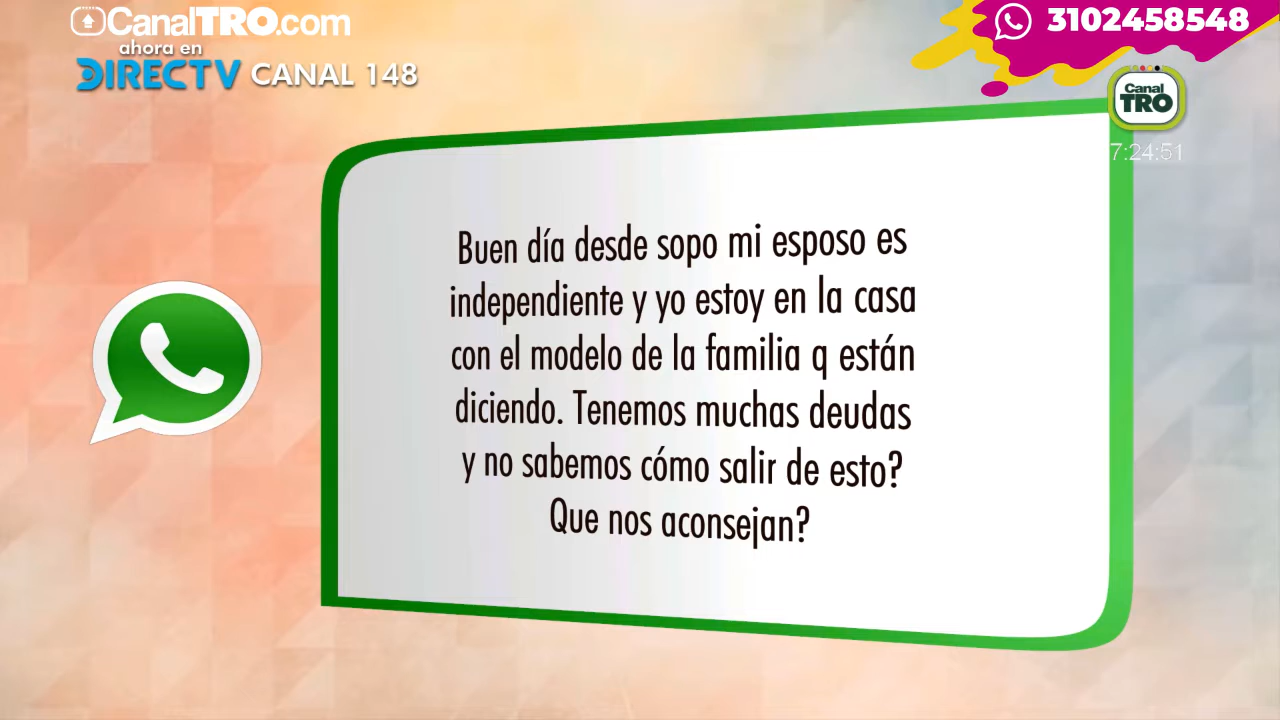 CanalTRO.com
ahora en
DIRECTV CANAL 148
3102458548
Canal
TRO
7:24:51
Buen día desde sopo mi esposo es
independiente y yo estoy en la casa
con el modelo de la familia q están
diciendo. Tenemos muchas deudas
y no sabemos cómo salir de esto?
Que nos aconsejan?